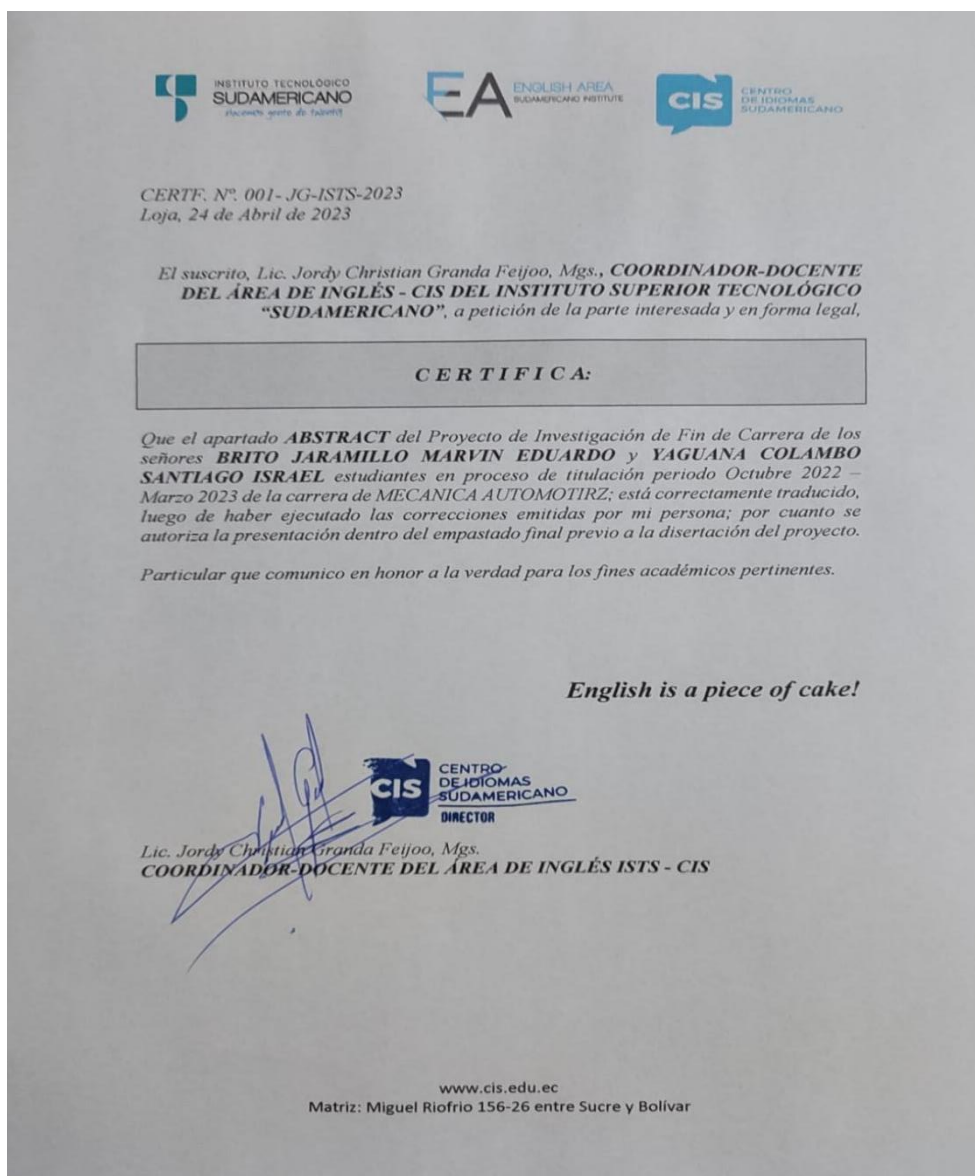 INSTITUTO TECNOLÓGICO
SUDAMERICANO
Hacemos gente de talento
EA
ENGLISH AREA
SUDAMERICANO INSTITUTE
CIS
CENTRO
DE IDIOMAS
SUDAMERICANO
CERTF. Nº. 001- JG-ISTS-2023
Loja, 24 de Abril de 2023
El suscrito, Lic. Jordy Christian Granda Feijoo, Mgs., COORDINADOR-DOCENTE
DEL ÁREA DE INGLÉS - CIS DEL INSTITUTO SUPERIOR TECNOLÓGICO
“SUDAMERICANO”, a petición de la parte interesada y en forma legal,
C E R T I F I C A:
Que el apartado ABSTRACT del Proyecto de Investigación de Fin de Carrera de los
señores BRITO JARAMILLO MARVIN EDUARDO y YAGUANA COLAMBO
SANTIAGO ISRAEL estudiantes en proceso de titulación periodo Octubre 2022 –
Marzo 2023 de la carrera de MECANICA AUTOMOTIRZ; está correctamente traducido,
luego de haber ejecutado las correcciones emitidas por mi persona; por cuanto se
autoriza la presentación dentro del empastado final previo a la disertación del proyecto.
Particular que comunico en honor a la verdad para los fines académicos pertinentes.
English is a piece of cake!
CIS
CENTRO
DE IDIOMAS
SUDAMERICANO
DIRECTOR
Lic. Jordy Christian Granda Feijoo, Mgs.
COORDINADOR-DOCENTE DEL ÁREA DE INGLÉS ISTS - CIS
www.cis.edu.ec
Matriz: Miguel Riofrio 156-26 entre Sucre y Bolívar